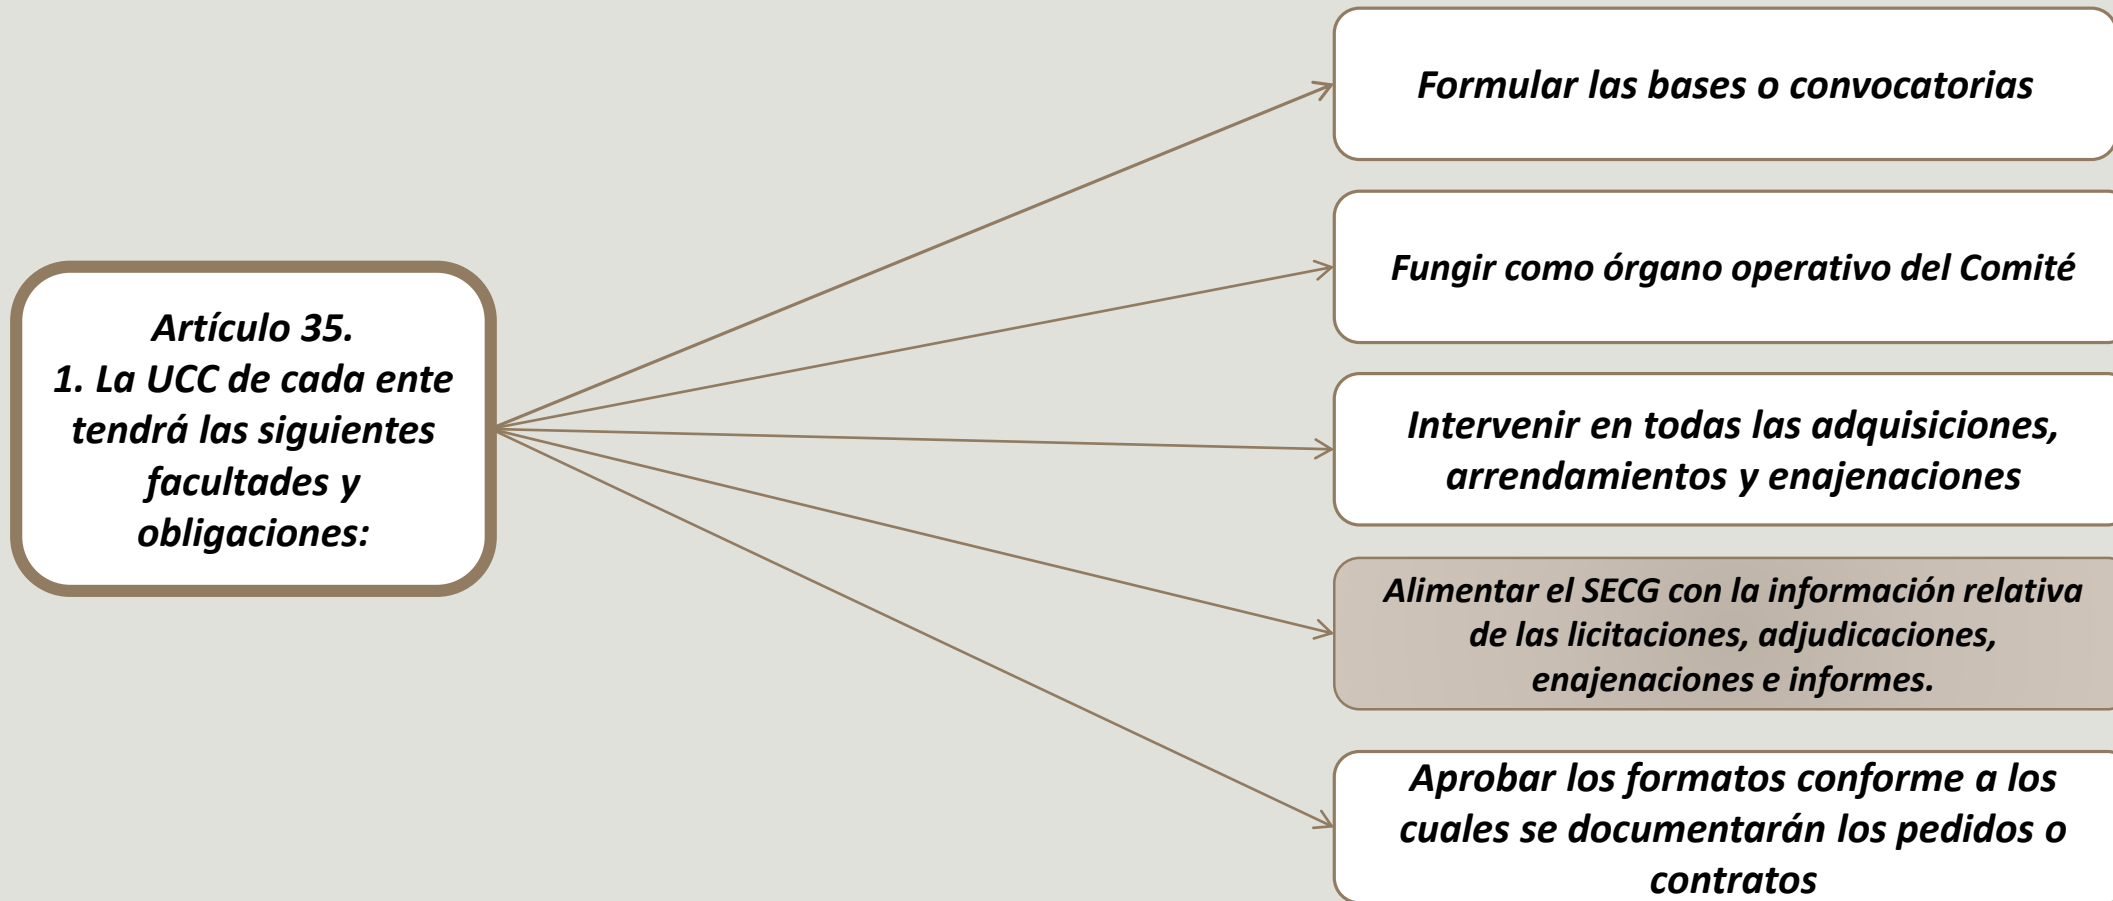 Artículo 35.
1. La UCC de cada ente
tendrá las siguientes
facultades y
obligaciones:
Formular las bases o convocatorias
Fungir como órgano operativo del Comité
Intervenir en todas las adquisiciones,
arrendamientos y enajenaciones
Alimentar el SECG con la información relativa
de las licitaciones, adjudicaciones,
enajenaciones e informes.
Aprobar los formatos conforme a los
cuales se documentarán los pedidos o
contratos